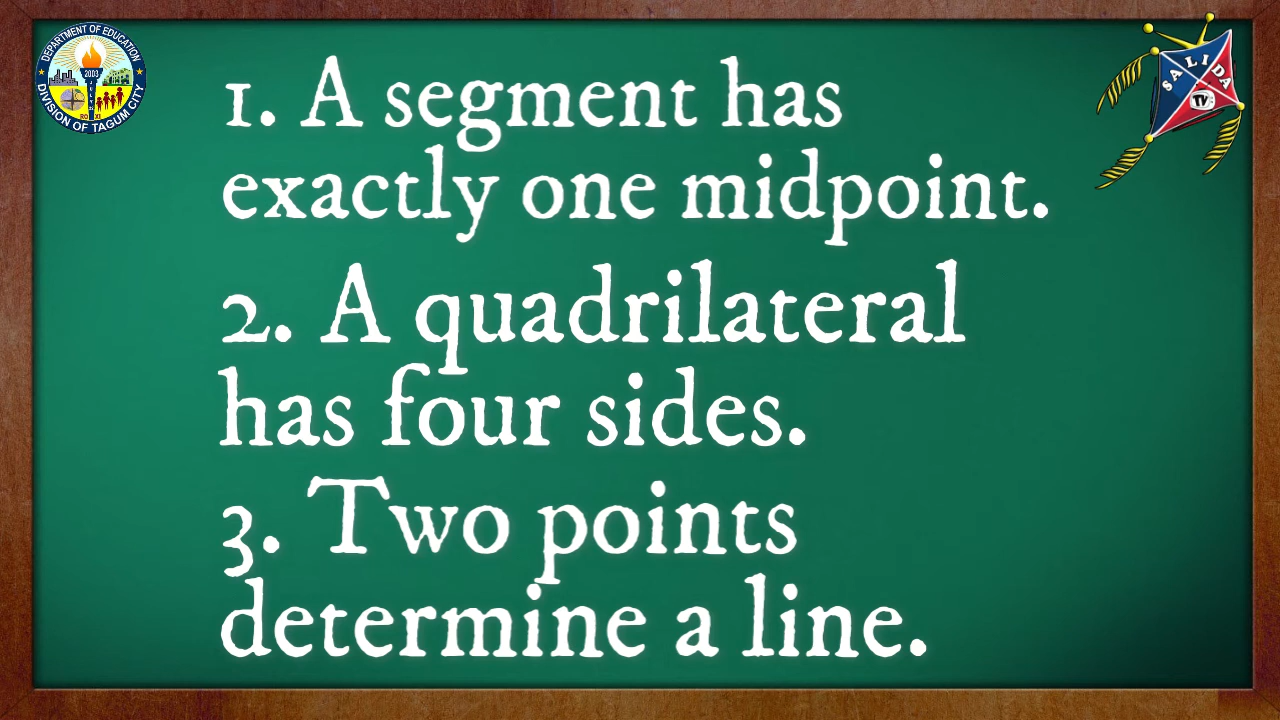 DEPARTMENT OF EDUCATION
2003
DIVISION OF TAGUM CITY
SALIDA
TV
1. A segment has
exactly one midpoint.
2. A quadrilateral
has four sides.
3. Two points
determine a line.